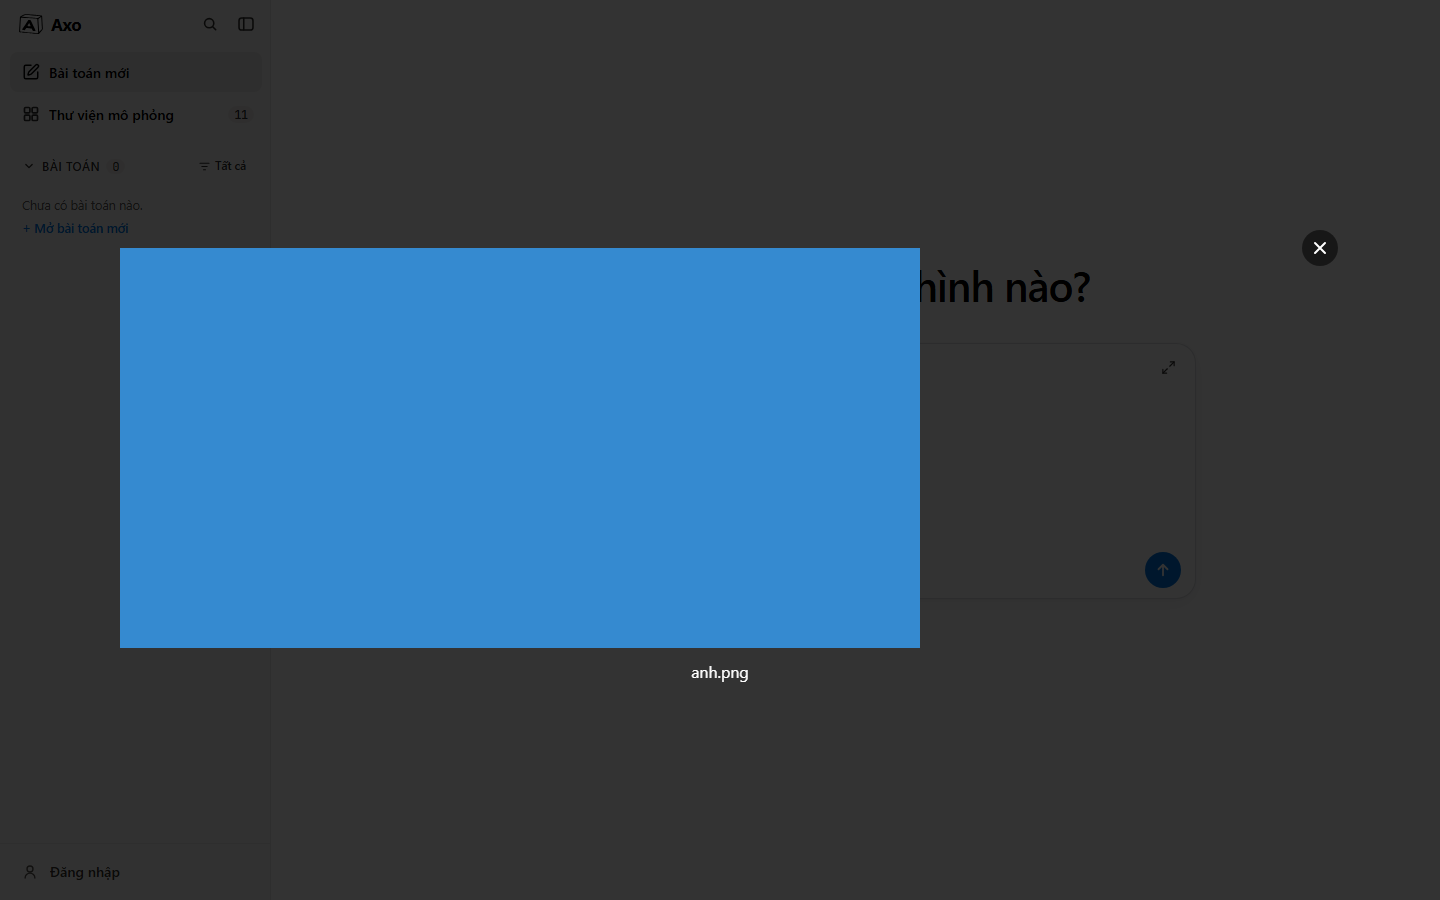 Axo
Bài toán mới
Thư viện mô phỏng 11
BÀI TOÁN 0 Tất cả
Chưa có bài toán nào.
+ Mở bài toán mới
hình nào?
anh.png
Đăng nhập